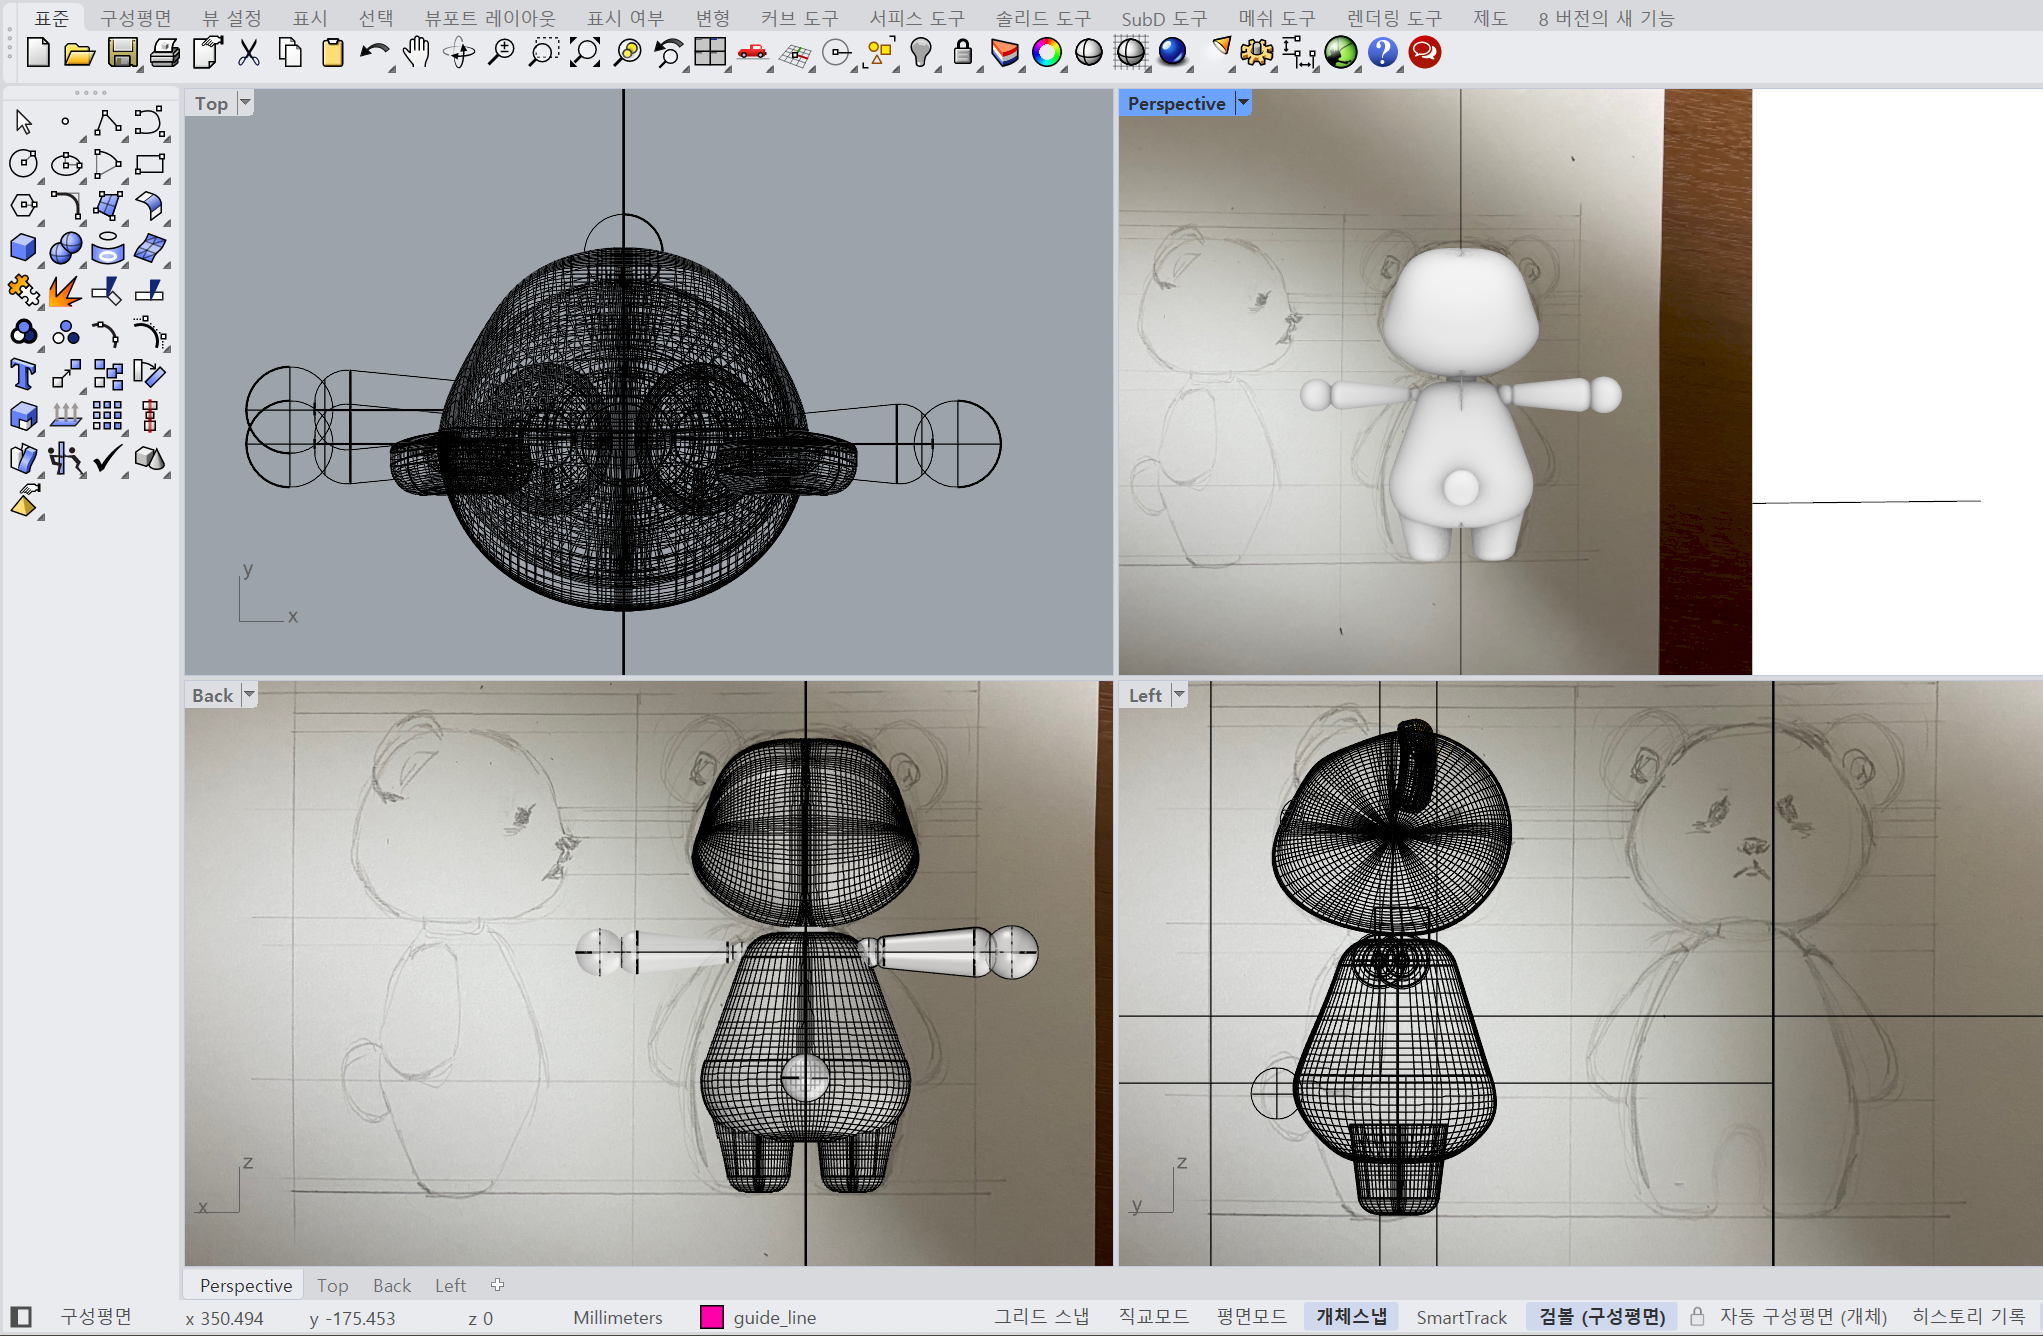 표준 구성평면 뷰 설정 표시 선택 뷰포트 레이아웃 표시 여부 변형 커브 도구 서피스 도구 솔리드 도구 SubD 도구 메쉬 도구 렌더링 도구 제도 8 버전의 새 기능
Top
Perspective
y
x
Back
Left
z
x
z
y
Perspective Top Back Left
구성평면 x 350.494 y -175.453 z 0 Millimeters guide_line 그리드 스냅 직교모드 평면모드 개체스냅 SmartTrack 검볼 (구성평면) 자동 구성평면 (개체) 히스토리 기록